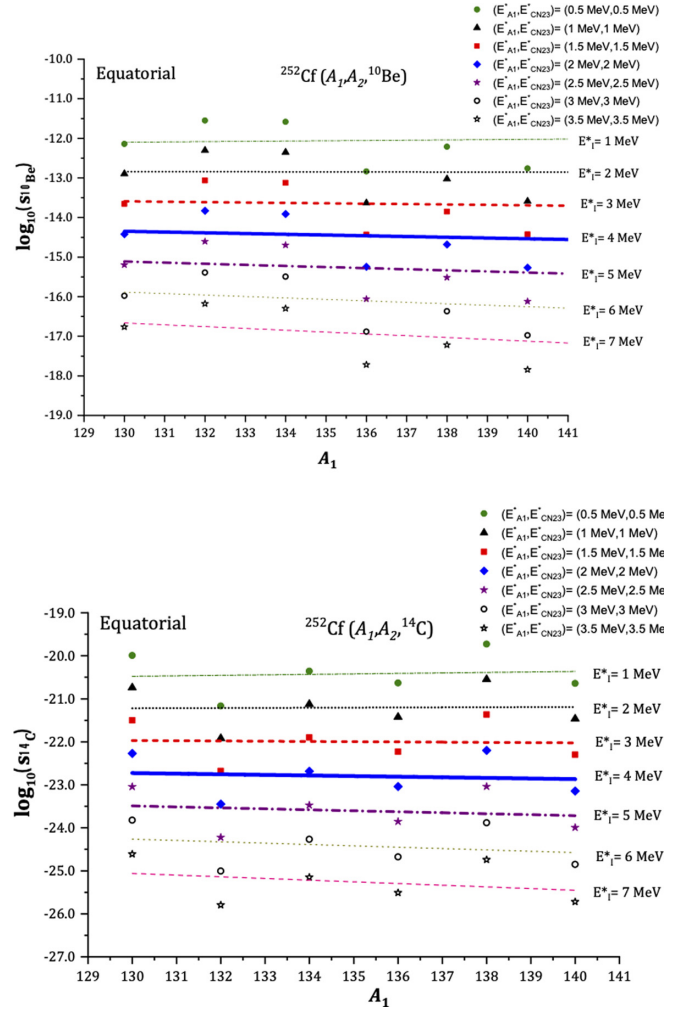 (E*A1,E*CN23)= (0.5 MeV,0.5 MeV)
(E*A1,E*CN23)= (1 MeV,1 MeV)
(E*A1,E*CN23)= (1.5 MeV,1.5 MeV)
(E*A1,E*CN23)= (2 MeV,2 MeV)
(E*A1,E*CN23)= (2.5 MeV,2.5 MeV)
(E*A1,E*CN23)= (3 MeV,3 MeV)
(E*A1,E*CN23)= (3.5 MeV,3.5 MeV)
Equatorial
²⁵²Cf (A₁,A₂,¹⁰Be)
log₁₀(S¹⁰Be)
-10.0
-11.0
-12.0
-13.0
-14.0
-15.0
-16.0
-17.0
-18.0
-19.0
E*I= 1 MeV
E*I= 2 MeV
E*I= 3 MeV
E*I= 4 MeV
E*I= 5 MeV
E*I= 6 MeV
E*I= 7 MeV
129 130 131 132 133 134 135 136 137 138 139 140 141
A₁
(E*A1,E*CN23)= (0.5 MeV,0.5 Me
(E*A1,E*CN23)= (1 MeV,1 MeV)
(E*A1,E*CN23)= (1.5 MeV,1.5 Me
(E*A1,E*CN23)= (2 MeV,2 MeV)
(E*A1,E*CN23)= (2.5 MeV,2.5 Me
(E*A1,E*CN23)= (3 MeV,3 MeV)
(E*A1,E*CN23)= (3.5 MeV,3.5 Me
Equatorial
²⁵²Cf (A₁,A₂,¹⁴C)
log₁₀(S¹⁴C)
-19.0
-20.0
-21.0
-22.0
-23.0
-24.0
-25.0
-26.0
-27.0
E*I= 1 MeV
E*I= 2 MeV
E*I= 3 MeV
E*I= 4 MeV
E*I= 5 MeV
E*I= 6 MeV
E*I= 7 MeV
129 130 131 132 133 134 135 136 137 138 139 140 141
A₁